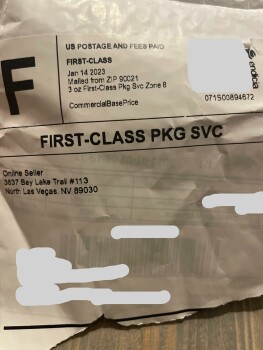 F
US POSTAGE AND FEES PAID
FIRST-CLASS
Jan 14 2023
Mailed from ZIP 90021
3 oz First-Class Pkg Svc Zone 8
CommercialBasePrice
endicia
071S00894672
FIRST-CLASS PKG SVC
Online Seller
3637 Bay Lake Trail #113
North Las Vegas, NV 89030